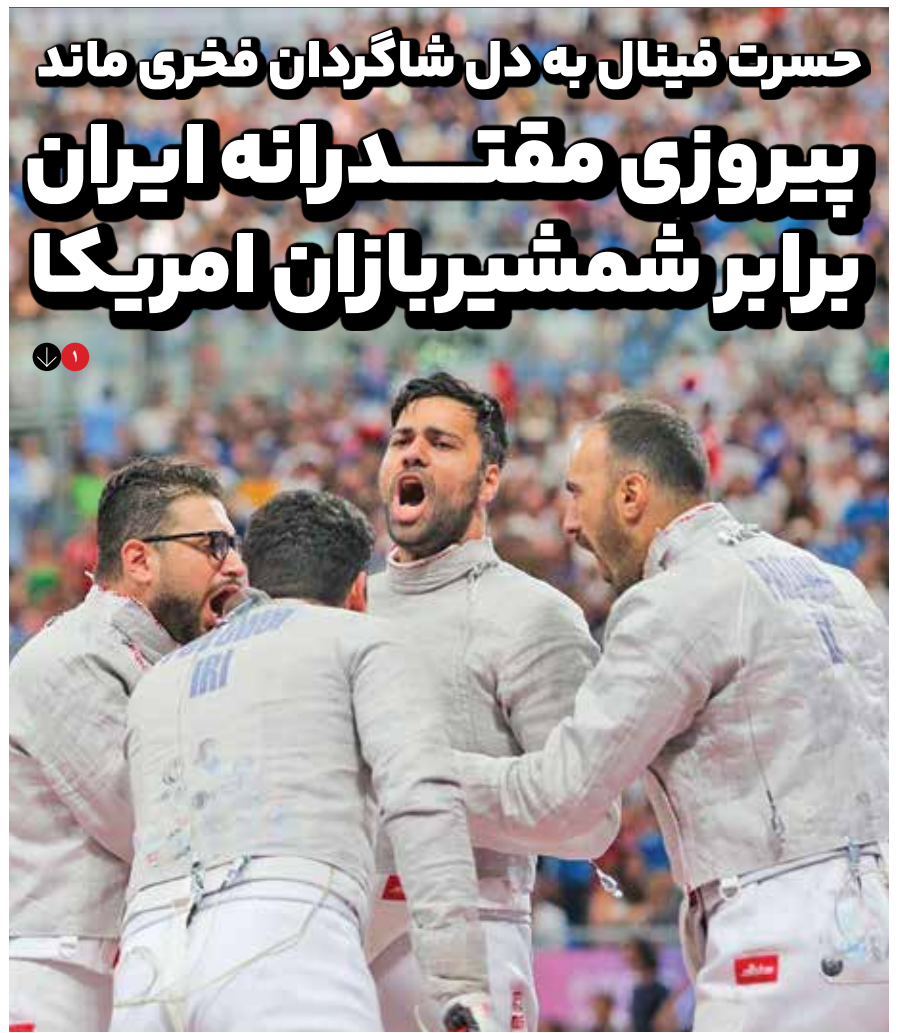 حسرت فینال به دل شاگردان فخری ماند
پیروزی مقتـــدرانه ایران
برابر شمشیربازان امریکا
۱
IRI